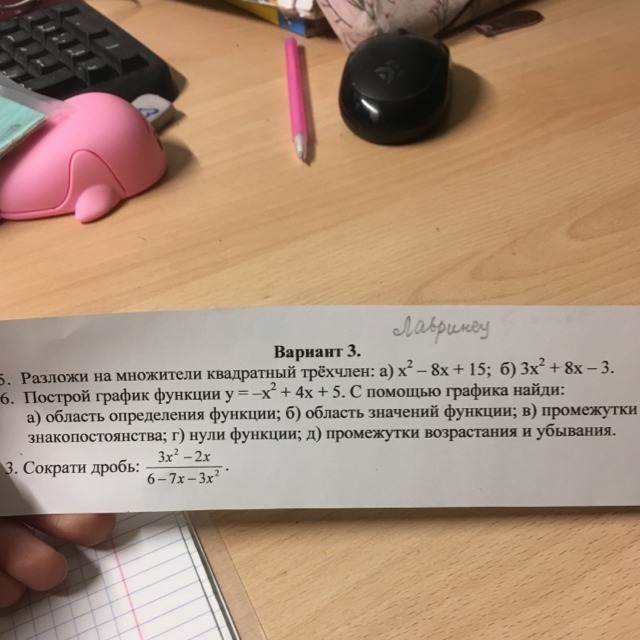 Лавринец
Вариант 3.
5. Разложи на множители квадратный трёхчлен: а) x² – 8x + 15; б) 3x² + 8x – 3.
6. Построй график функции y = –x² + 4x + 5. С помощью графика найди:
а) область определения функции; б) область значений функции; в) промежутки
знакопостоянства; г) нули функции; д) промежутки возрастания и убывания.
3. Сократи дробь: (3x² – 2x)/(6 – 7x – 3x²).